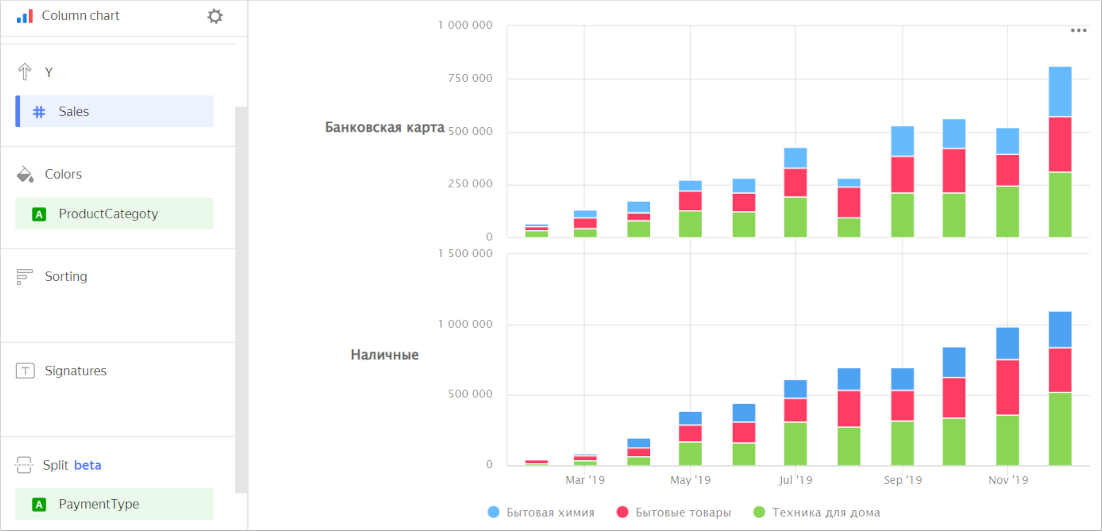 Column chart
Y
Sales
Colors
A ProductCategoty
Sorting
T Signatures
Split beta
A PaymentType
1 000 000
750 000
Банковская карта
500 000
250 000
0
1 500 000
1 000 000
Наличные
500 000
0
Mar '19 May '19 Jul '19 Sep '19 Nov '19
Бытовая химия Бытовые товары Техника для дома